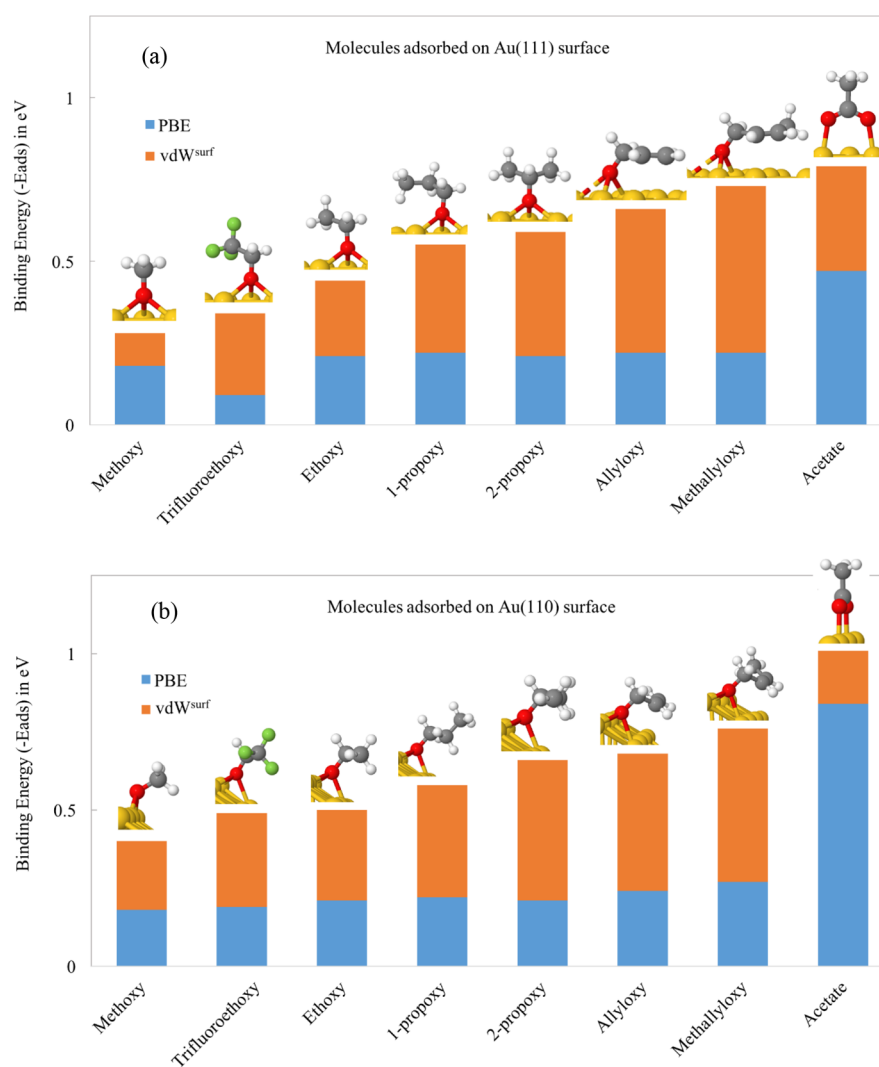 (a)
Molecules adsorbed on Au(111) surface
PBE
vdWsurf
Binding Energy (-Eads) in eV
1
0.5
0
Methoxy
Trifluoroethoxy
Ethoxy
1-propoxy
2-propoxy
Allyloxy
Methallyloxy
Acetate
(b)
Molecules adsorbed on Au(110) surface
PBE
vdWsurf
Binding Energy (-Eads) in eV
1
0.5
0
Methoxy
Trifluoroethoxy
Ethoxy
1-propoxy
2-propoxy
Allyloxy
Methallyloxy
Acetate